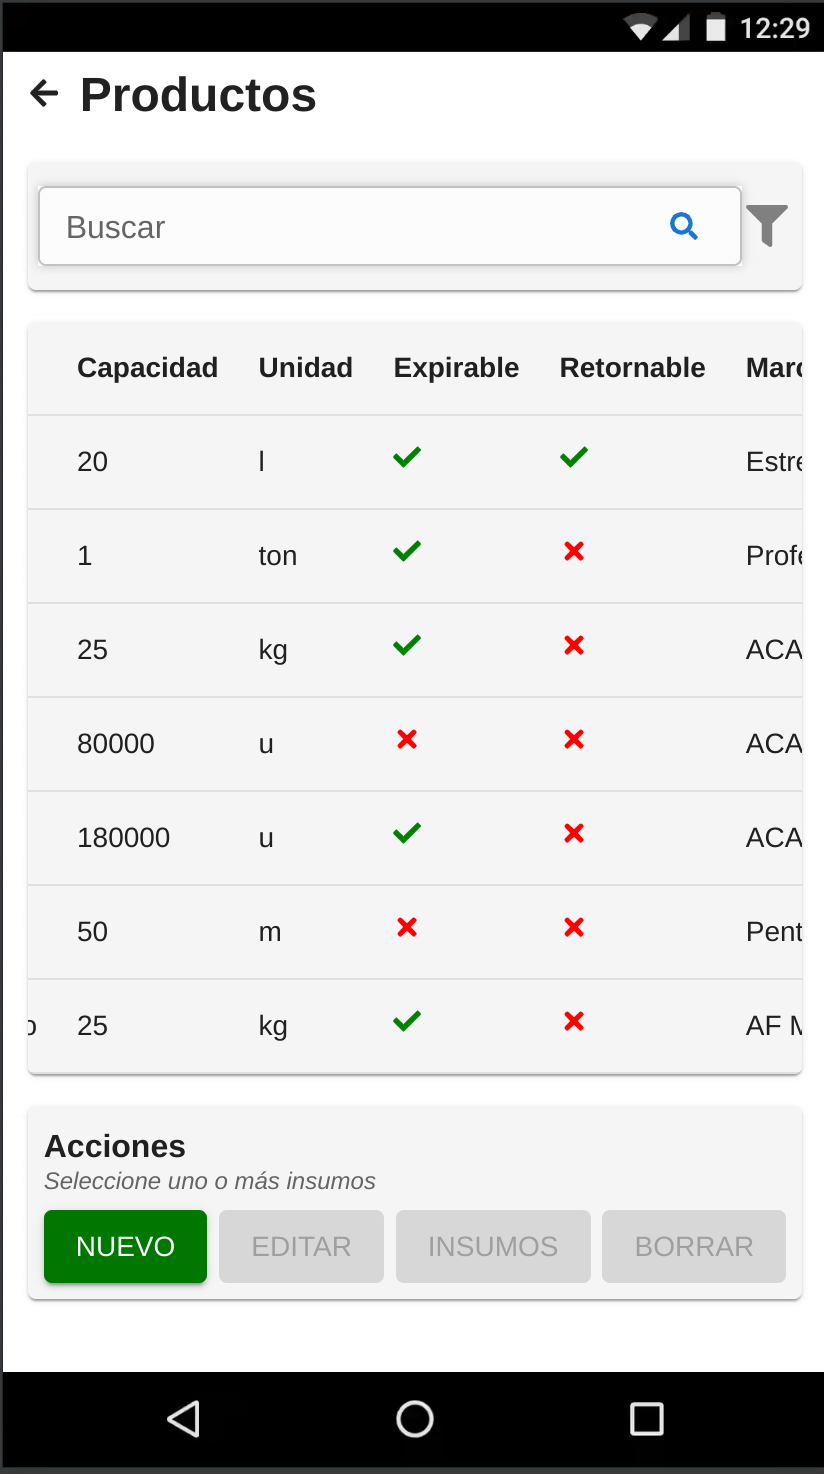 12:29
Productos
Buscar
Capacidad Unidad Expirable Retornable Marc
20 l Estre
1 ton Profe
25 kg ACA
80000 u ACA
180000 u ACA
50 m Pent
o 25 kg AF M
Acciones
Seleccione uno o más insumos
NUEVO EDITAR INSUMOS BORRAR